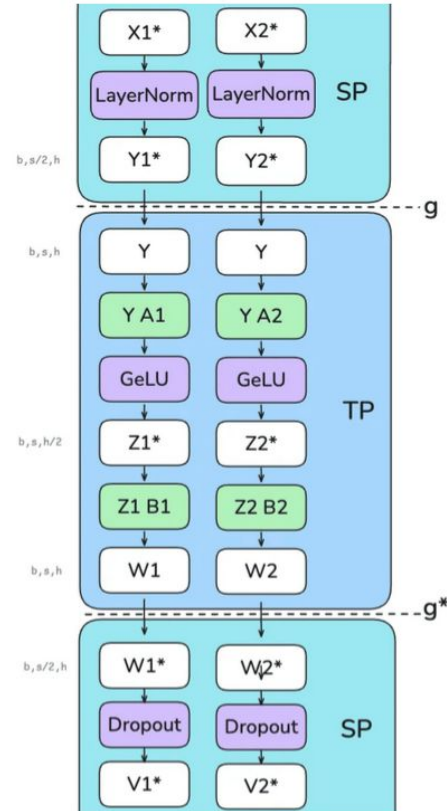 X1* X2*
LayerNorm LayerNorm SP
b,s/2,h Y1* Y2*
g
b,s,h Y Y
Y A1 Y A2
GeLU GeLU TP
b,s,h/2 Z1* Z2*
Z1 B1 Z2 B2
b,s,h W1 W2
g*
b,s/2,h W1* W2*
Dropout Dropout SP
V1* V2*